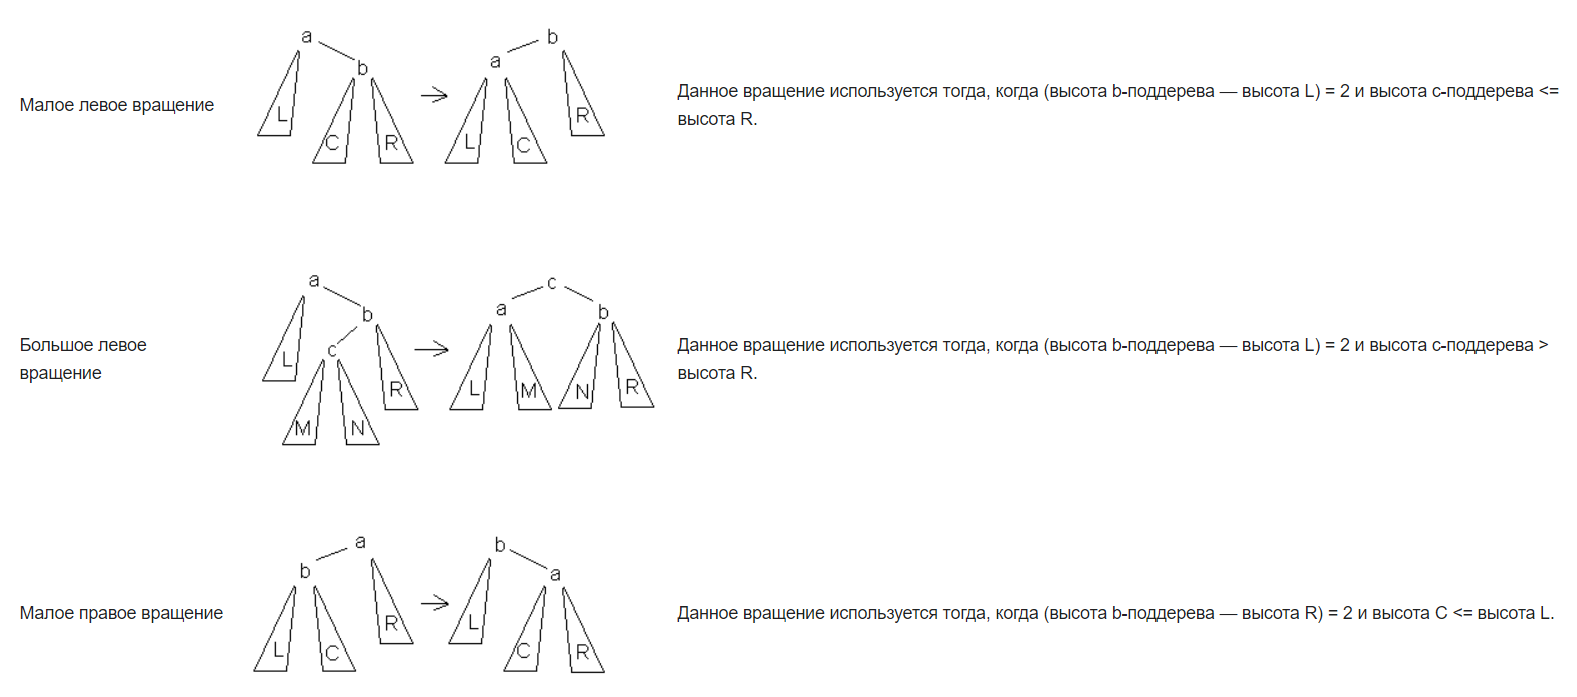 a
b
b
a
L
C
R
L
C
R
Малое левое вращение
Данное вращение используется тогда, когда (высота b-поддерева — высота L) = 2 и высота c-поддерева <=
высота R.
a
c
b
a
b
c
L
R
L
M
N
R
M
N
Большое левое
вращение
Данное вращение используется тогда, когда (высота b-поддерева — высота L) = 2 и высота c-поддерева >
высота R.
a
b
b
a
L
C
R
L
C
R
Малое правое вращение
Данное вращение используется тогда, когда (высота b-поддерева — высота R) = 2 и высота C <= высота L.